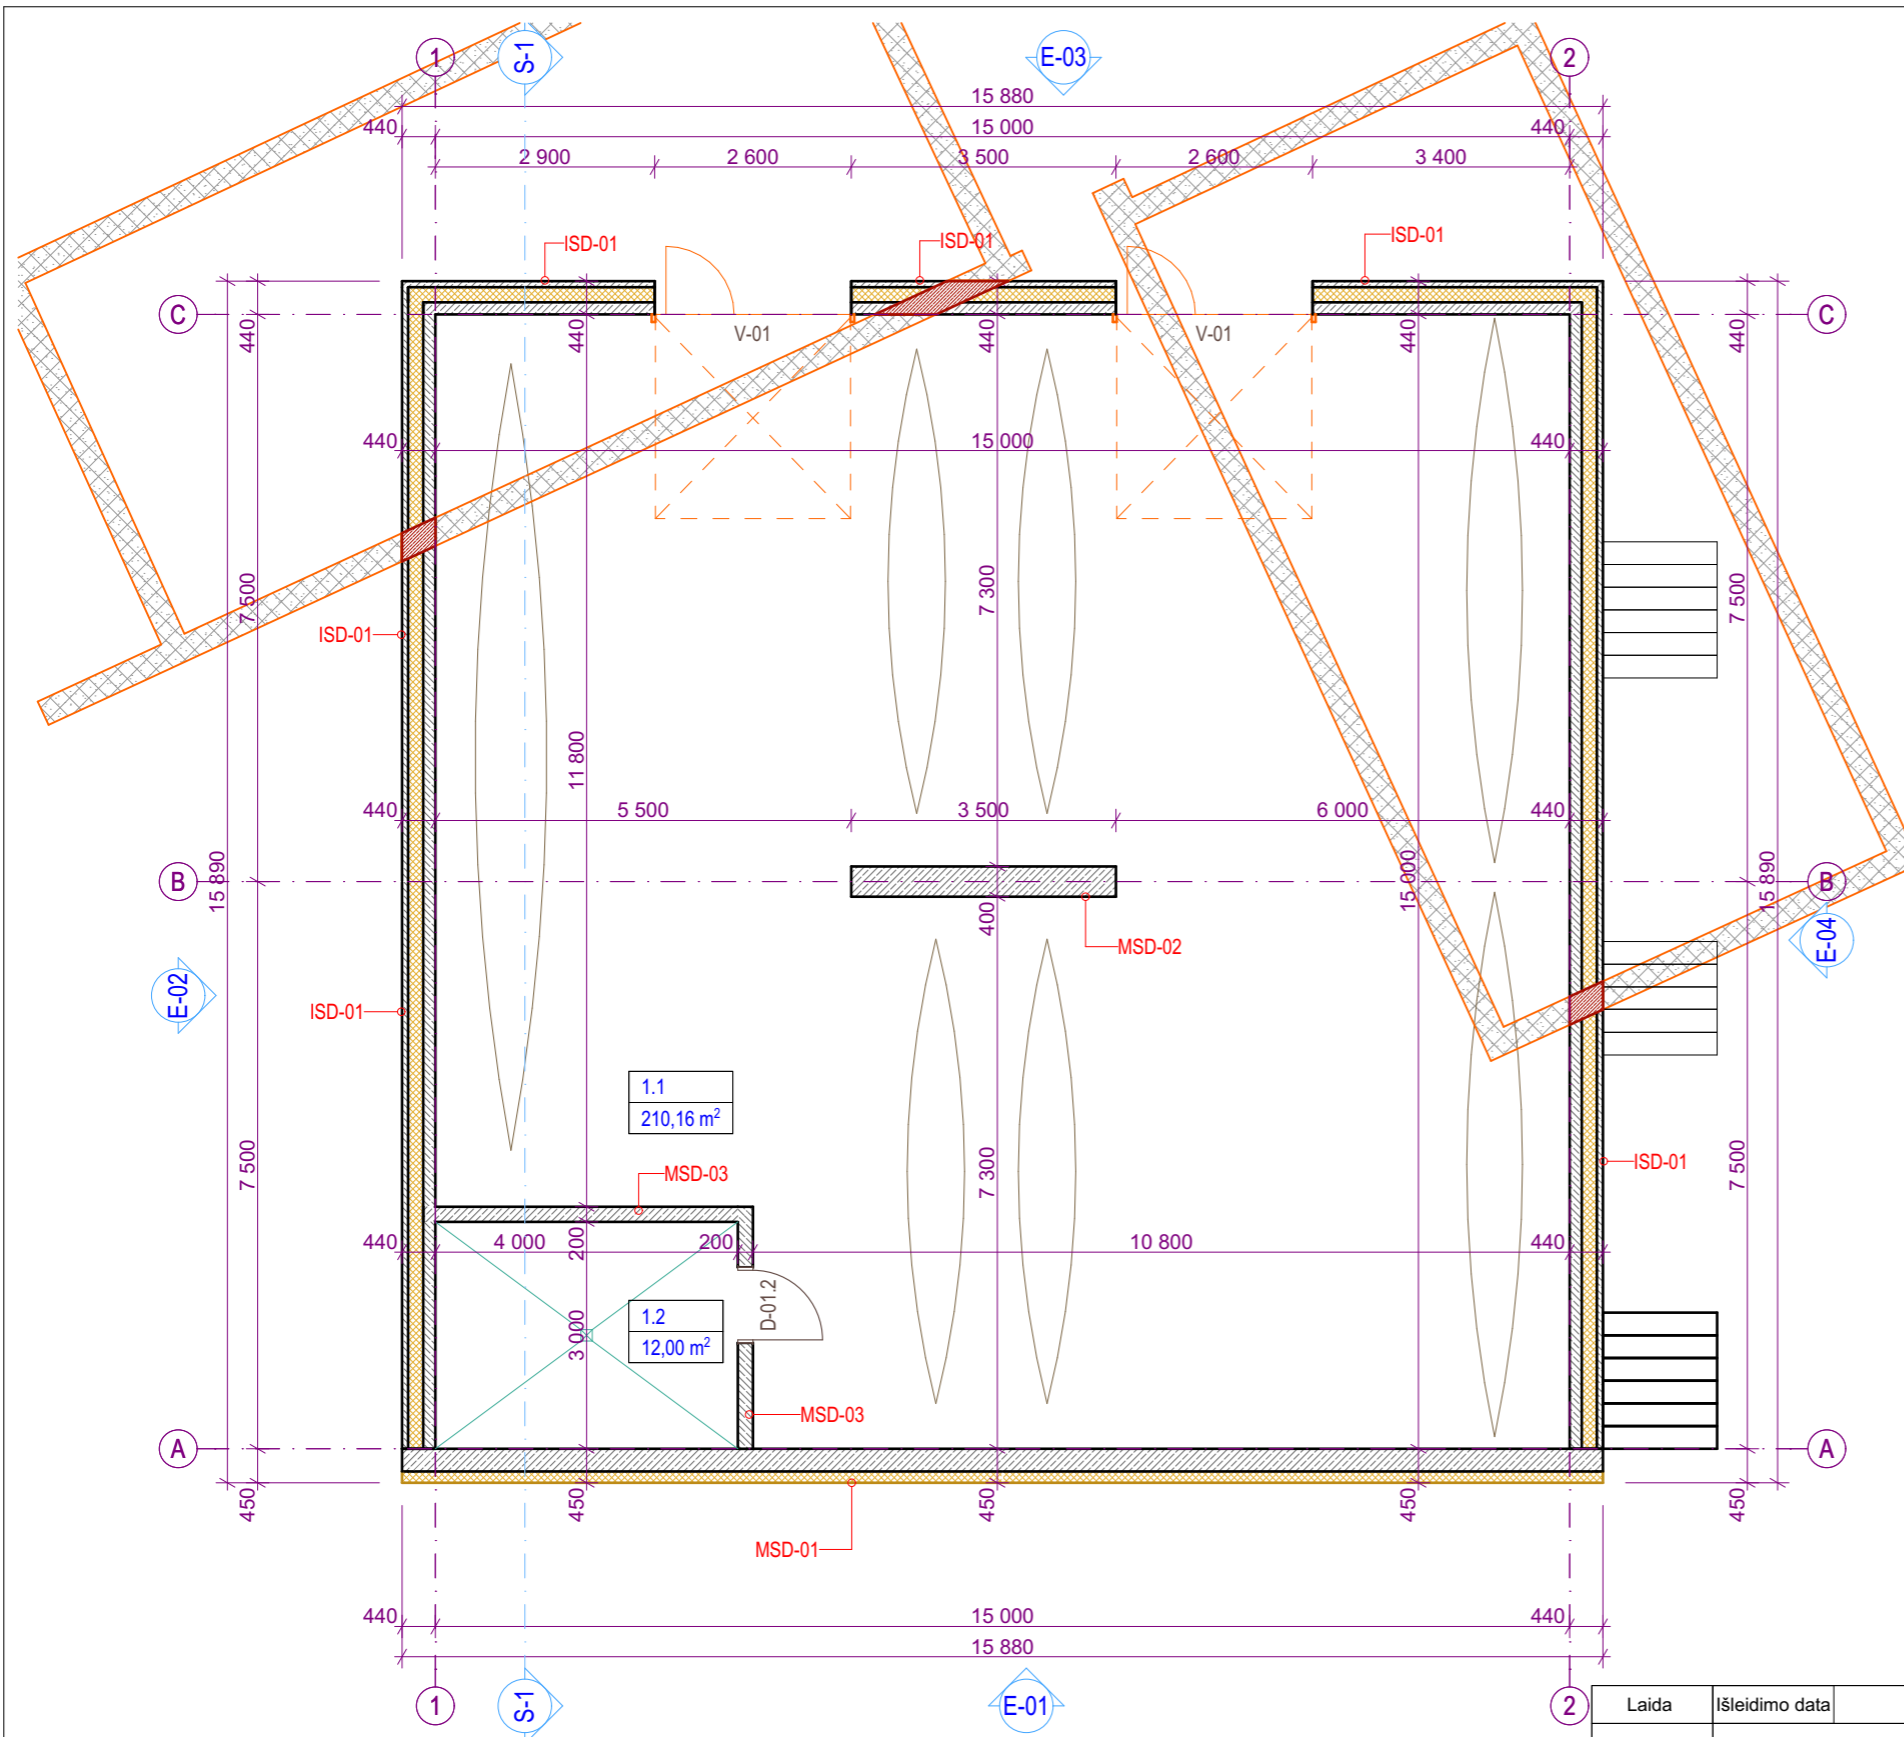 1
S-1
E-03
2
15 880
440
15 000
440
2 900
2 600
3 500
2 600
3 400
ISD-01
ISD-01
ISD-01
C
C
440
440
440
440
440
V-01
V-01
440
15 000
440
7 500
7 300
7 500
ISD-01
11 800
440
5 500
3 500
6 000
440
B
B
15 890
15 000
15 890
400
MSD-02
E-02
E-04
ISD-01
1.1
210,16 m²
7 500
7 300
7 500
ISD-01
MSD-03
440
4 000
200
200
10 800
440
D-01.2
1.2
12,00 m²
3 000
MSD-03
A
A
450
450
450
450
450
MSD-01
440
15 000
440
15 880
1
S-1
E-01
2
Laida
Išleidimo data